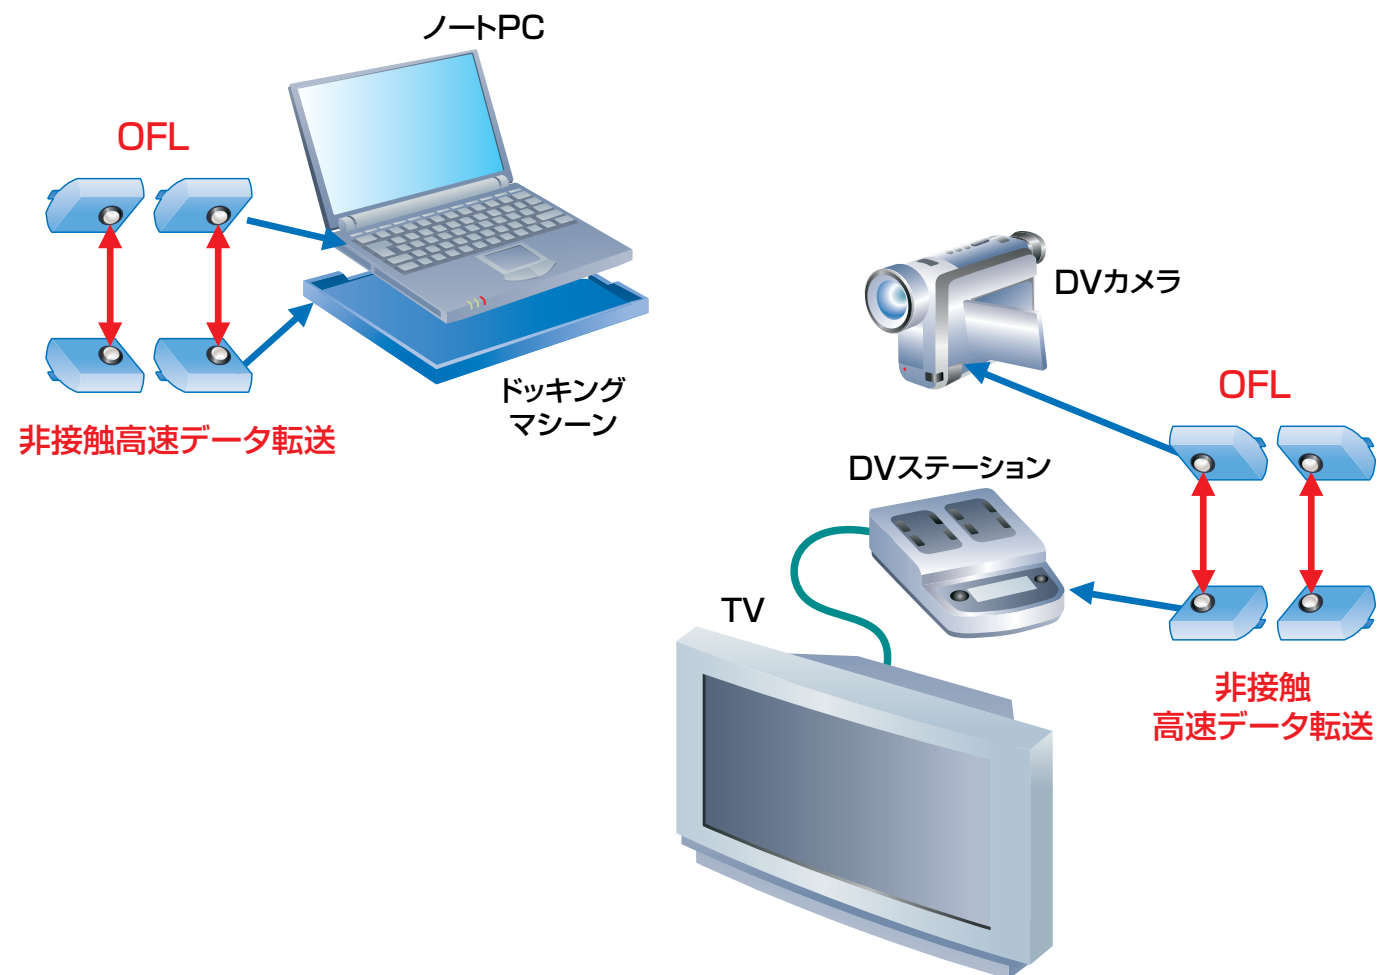 ノートPC
OFL
ドッキング
マシーン
非接触高速データ転送
DVカメラ
OFL
DVステーション
TV
非接触
高速データ転送